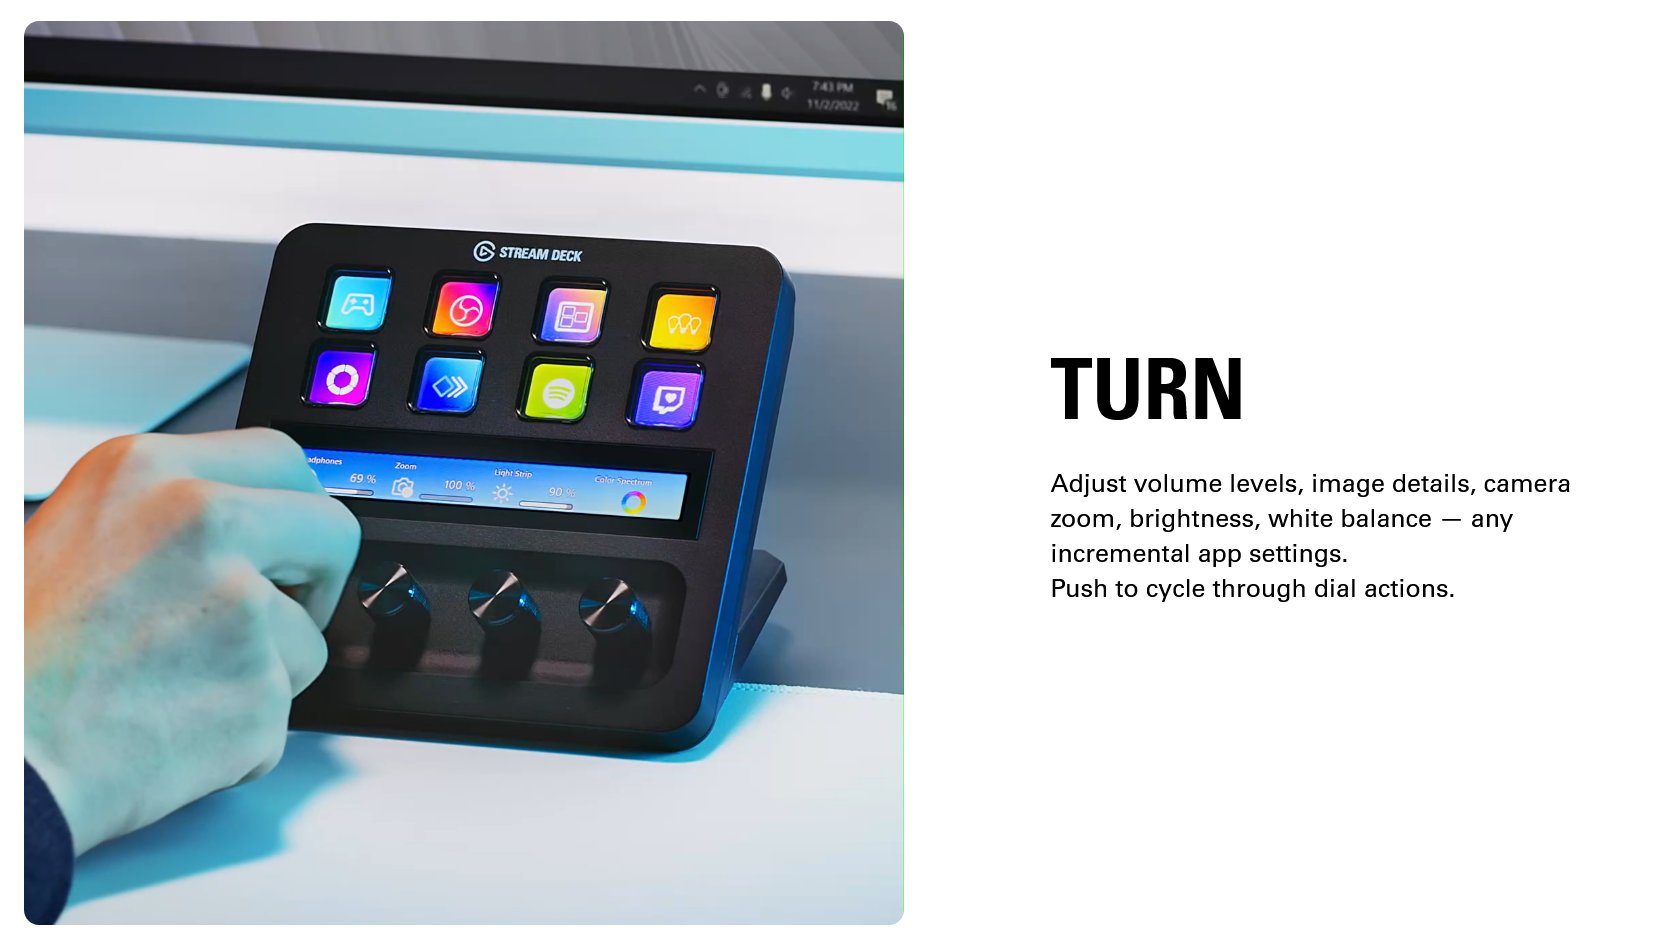 7:43 PM
11/2/2022
16
STREAM DECK
adphones
69 %
Zoom
100 %
Light Strip
90 %
Color Spectrum
TURN
Adjust volume levels, image details, camera
zoom, brightness, white balance — any
incremental app settings.
Push to cycle through dial actions.